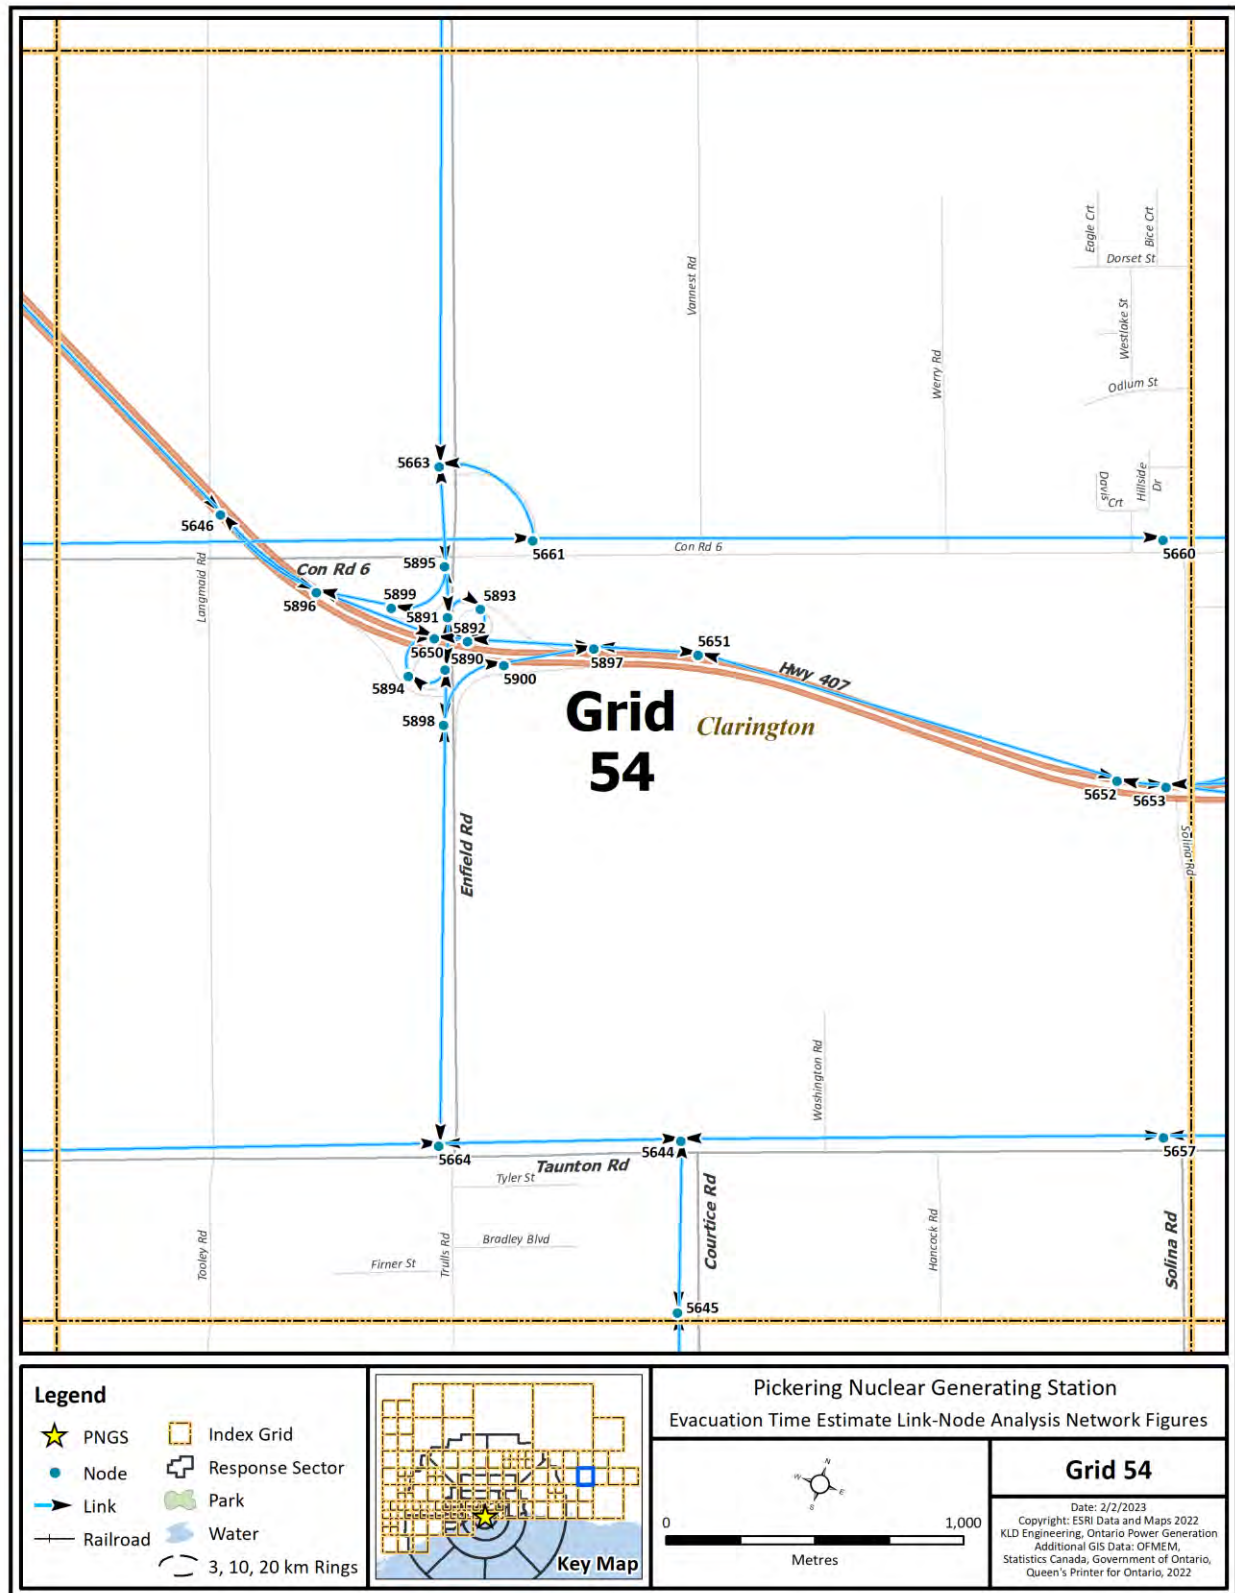 Eagle Crt
Bice Crt
Dorset St
Vannest Rd
Westlake St
Werry Rd
Odlum St
5663
Davis
Crt
Hillside
Dr
5646
5661
Con Rd 6
5660
Langmaid Rd
Con Rd 6
5895
5896
5899
5893
5891
5892
5650
5890
5651
5897
5894
5900
Hwy 407
5898
Grid
54
Clarington
5652
5653
Enfield Rd
Solina Rd
Washington Rd
5664
5644
5657
Taunton Rd
Tyler St
Tooley Rd
Trulls Rd
Bradley Blvd
Firner St
Courtice Rd
Hancock Rd
Solina Rd
5645
Legend
PNGS
Node
Link
Railroad
Index Grid
Response Sector
Park
Water
3, 10, 20 km Rings
Key Map
Pickering Nuclear Generating Station
Evacuation Time Estimate Link-Node Analysis Network Figures
N
W
E
S
0
1,000
Metres
Grid 54
Date: 2/2/2023
Copyright: ESRI Data and Maps 2022
KLD Engineering, Ontario Power Generation
Additional GIS Data: OFMEM,
Statistics Canada, Government of Ontario,
Queen's Printer for Ontario, 2022